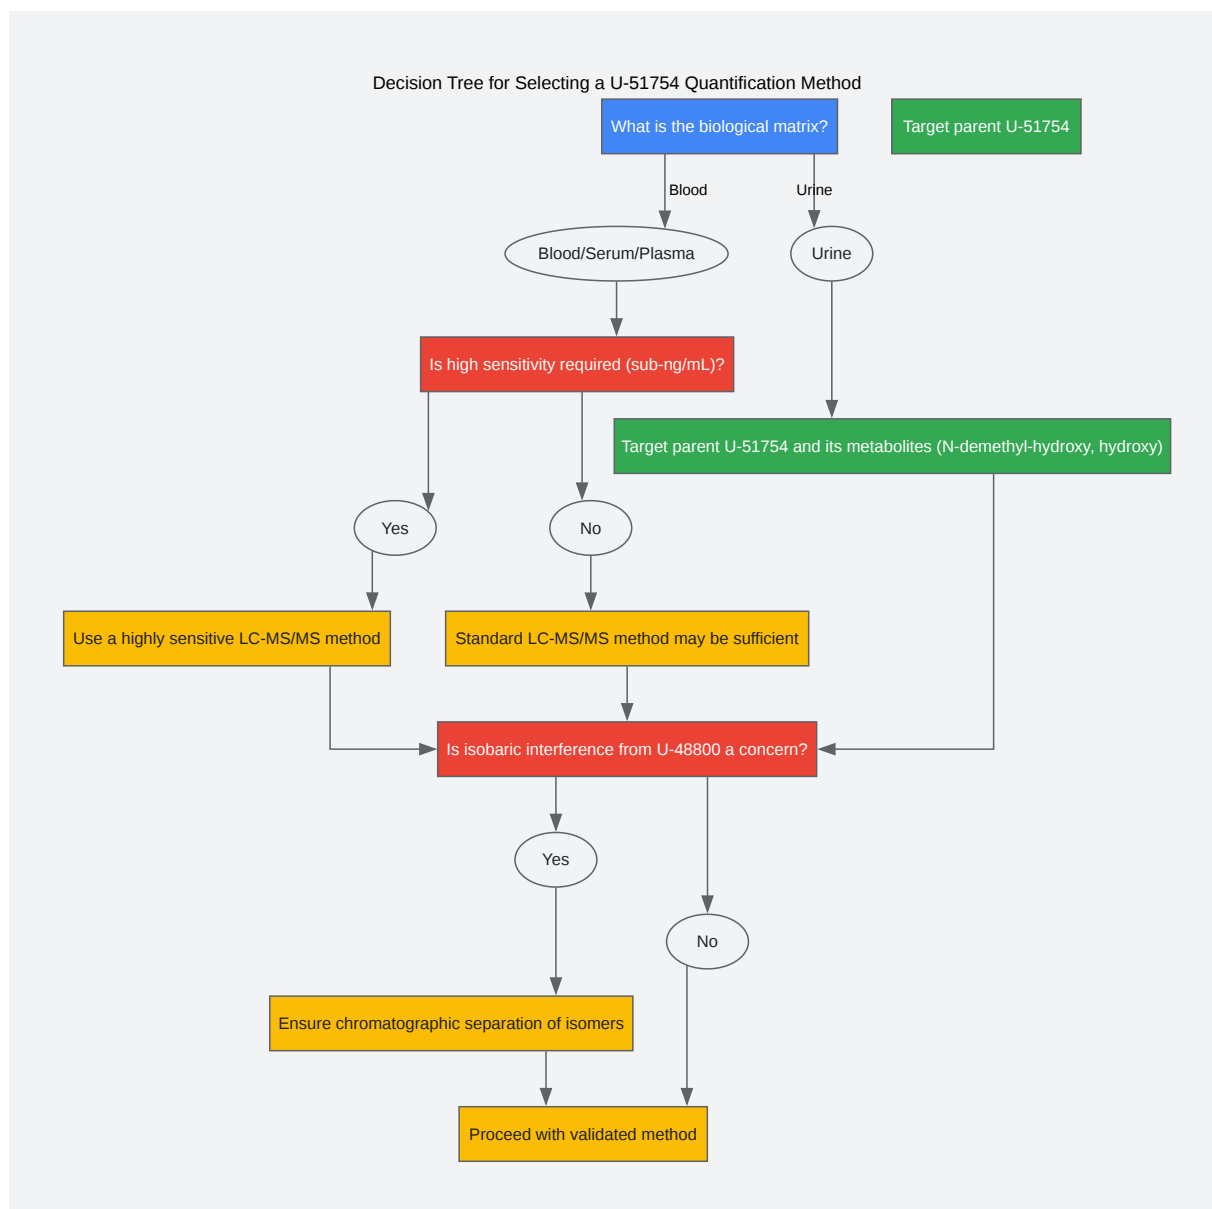 Decision Tree for Selecting a U-51754 Quantification Method
What is the biological matrix?
Target parent U-51754
Blood
Urine
Blood/Serum/Plasma
Urine
Is high sensitivity required (sub-ng/mL)?
Target parent U-51754 and its metabolites (N-demethyl-hydroxy, hydroxy)
Yes
No
Use a highly sensitive LC-MS/MS method
Standard LC-MS/MS method may be sufficient
Is isobaric interference from U-48800 a concern?
Yes
No
Ensure chromatographic separation of isomers
Proceed with validated method